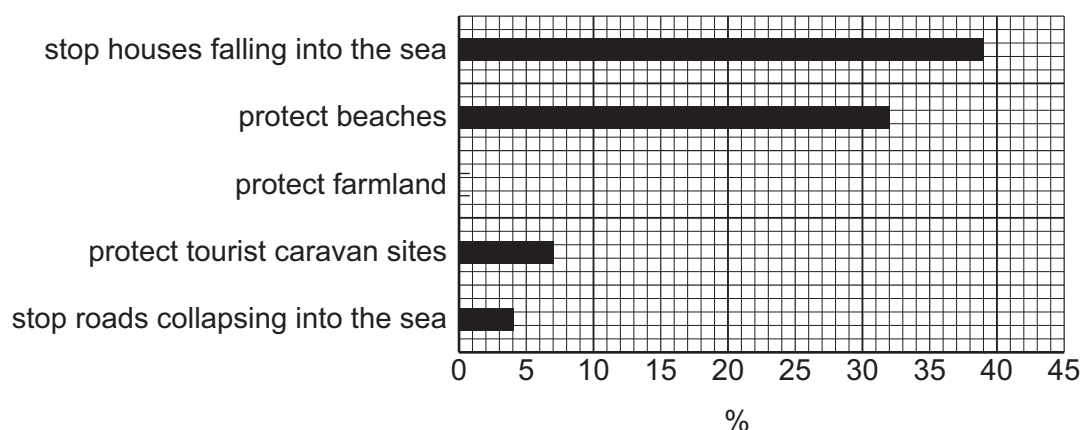 stop houses falling into the sea
protect beaches
protect farmland
protect tourist caravan sites
stop roads collapsing into the sea
0 5 10 15 20 25 30 35 40 45
%